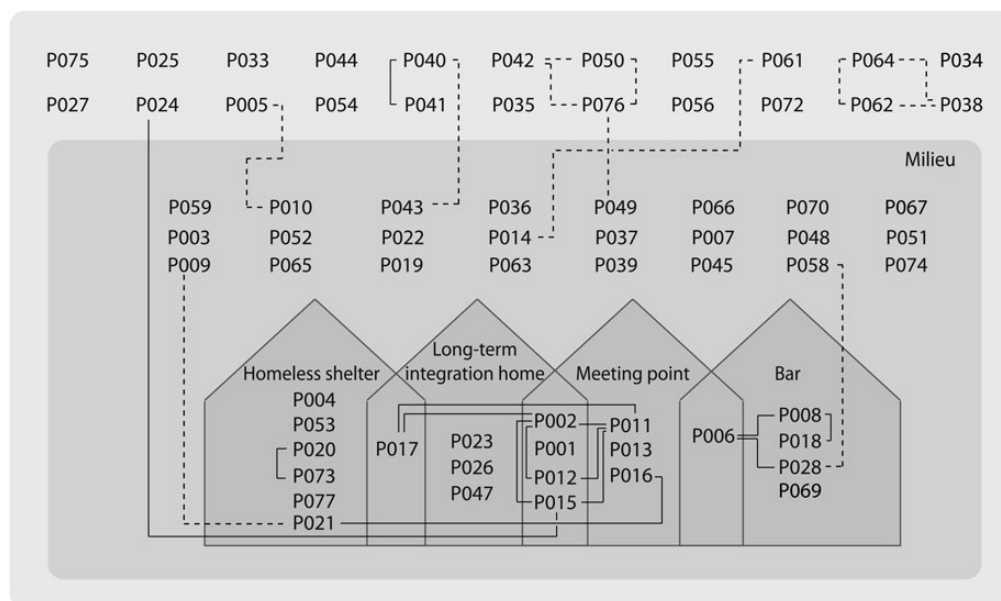 P075 P025 P033 P044 P040 P042 P050 P055 P061 P064 P034
P027 P024 P005 P054 P041 P035 P076 P056 P072 P062 P038
Milieu
P059 P010 P043 P036 P049 P066 P070 P067
P003 P052 P022 P014 P037 P007 P048 P051
P009 P065 P019 P063 P039 P045 P058 P074
Homeless shelter
P004
P053
P020
P073
P077
P021
P017
Long-term
integration home
P023
P026
P047
P002
P001
P012
P015
Meeting point
P011
P013
P016
P006
Bar
P008
P018
P028
P069